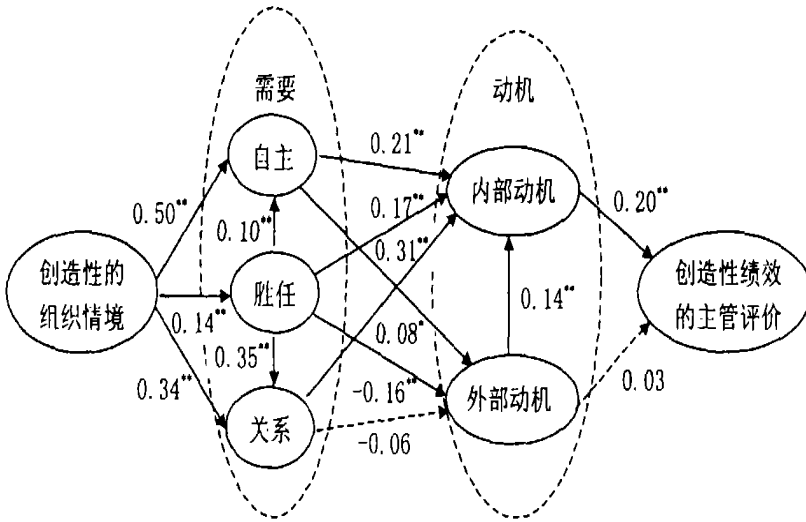 需要
动机
自主
0.21**
内部动机
0.50**
0.10**
0.17**
0.31**
0.20**
创造性的
组织情境
胜任
0.14**
0.14**
创造性绩效
的主管评价
0.35**
0.08*
0.34**
关系
-0.16**
-0.06
外部动机
0.03